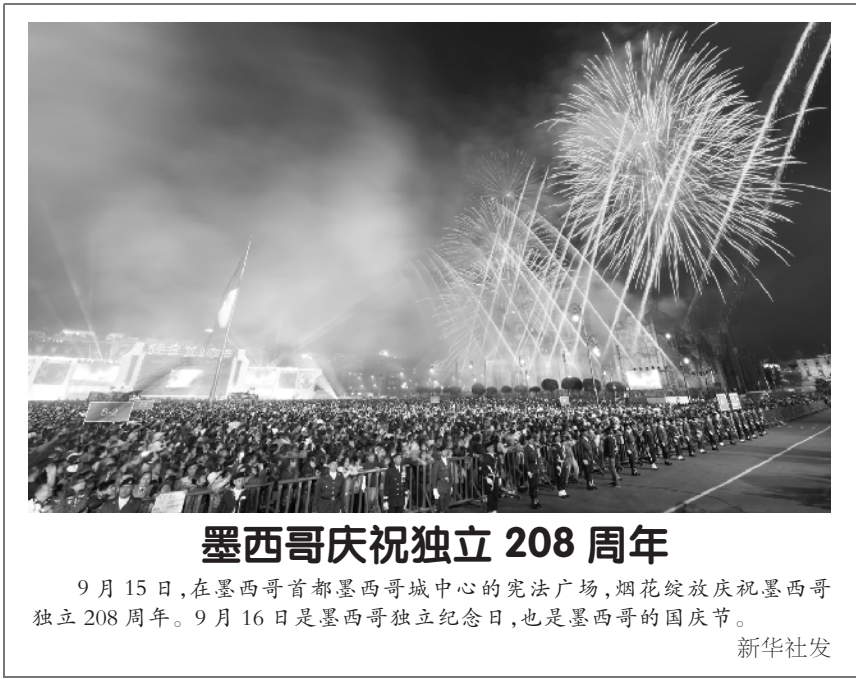 墨西哥庆祝独立 208 周年
9 月 15 日,在墨西哥首都墨西哥城中心的宪法广场,烟花绽放庆祝墨西哥
独立 208 周年。9 月 16 日是墨西哥独立纪念日,也是墨西哥的国庆节。
新华社发